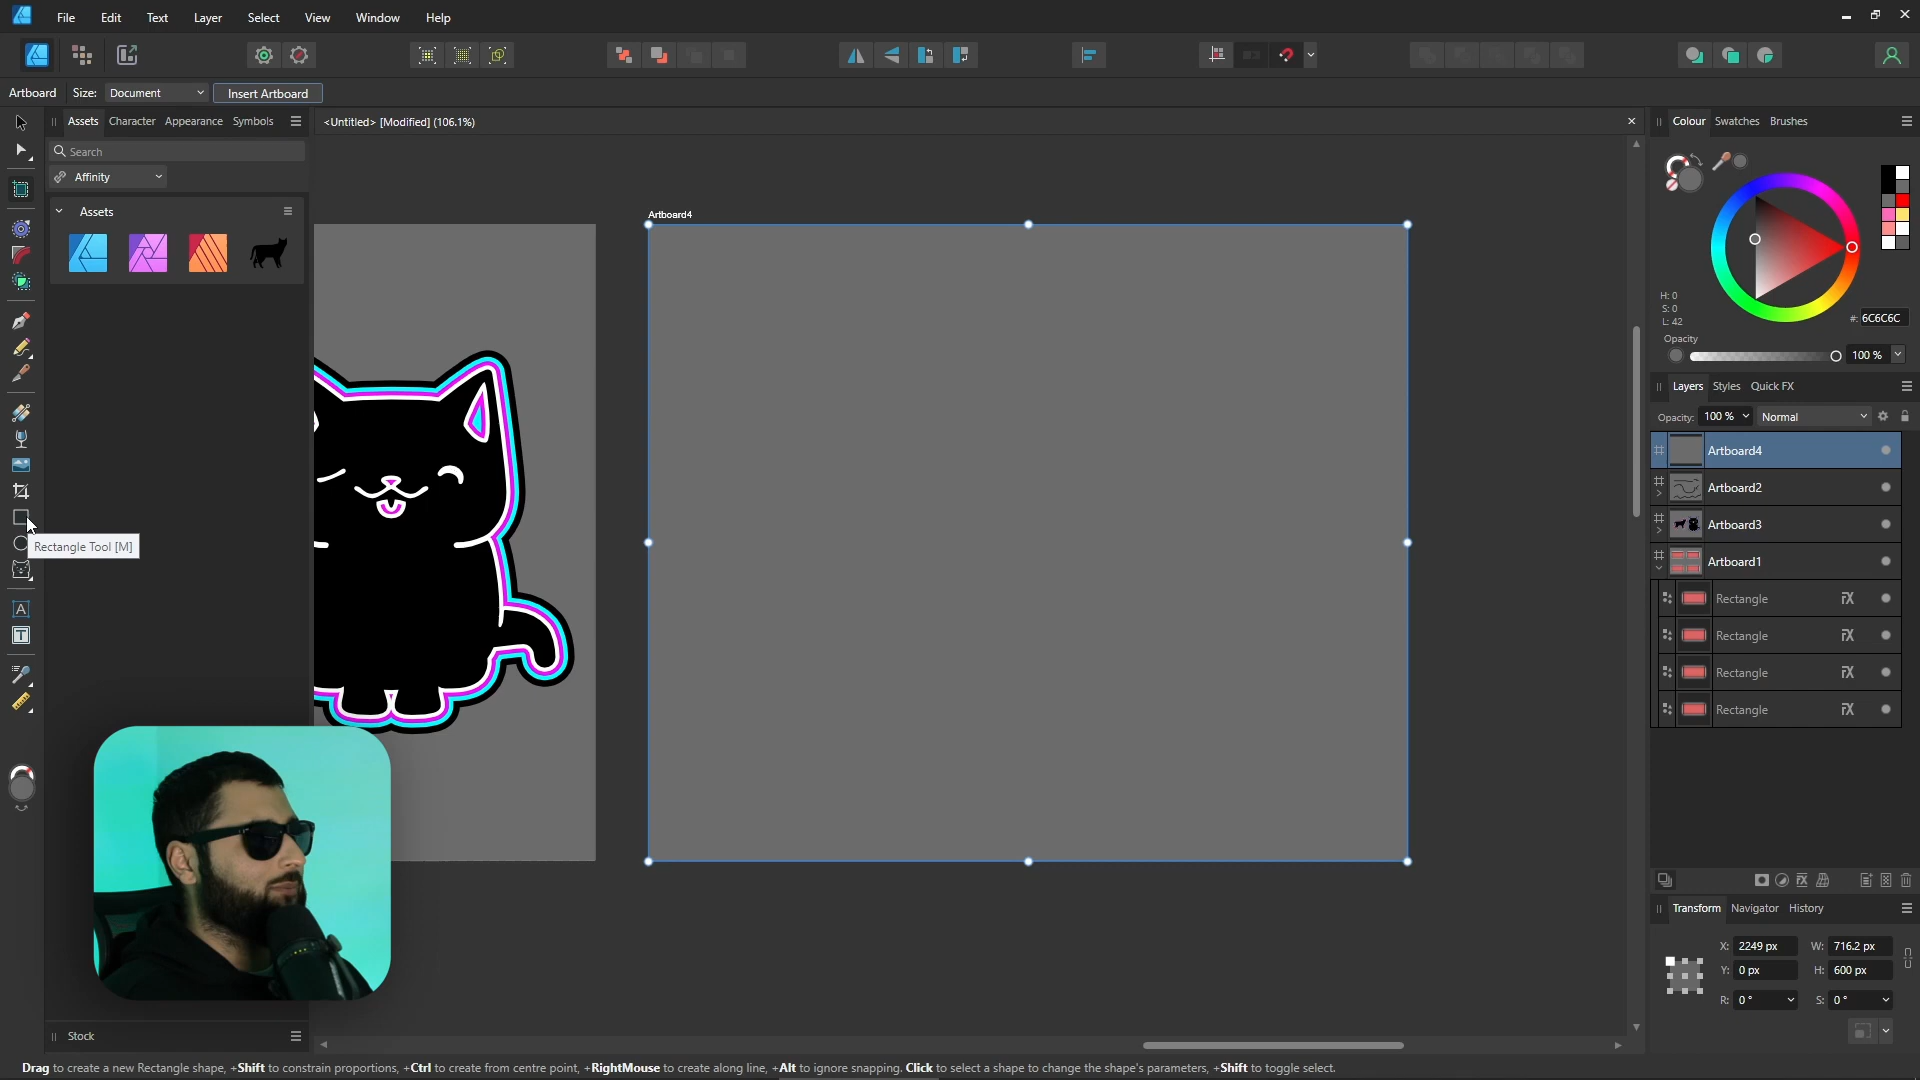 File Edit Text Layer Select View Window Help
Artboard Size: Document Insert Artboard
Assets Character Appearance Symbols
<Untitled> [Modified] (106.1%)
Colour Swatches Brushes
Search
Affinity
Assets
Artboard4
H: 0
S: 0
L: 42
#: 6C6C6C
Opacity
100 %
Layers Styles Quick FX
Opacity: 100 % Normal
Artboard4
Artboard2
Artboard3
Artboard1
Rectangle
Rectangle
Rectangle
Rectangle
Rectangle Tool [M]
Transform Navigator History
X: 2249 px W: 716.2 px
Y: 0 px H: 600 px
R: 0 ° S: 0 °
Stock
Drag to create a new Rectangle shape, +Shift to constrain proportions, +Ctrl to create from centre point, +RightMouse to create along line, +Alt to ignore snapping. Click to select a shape to change the shape's parameters, +Shift to toggle select.